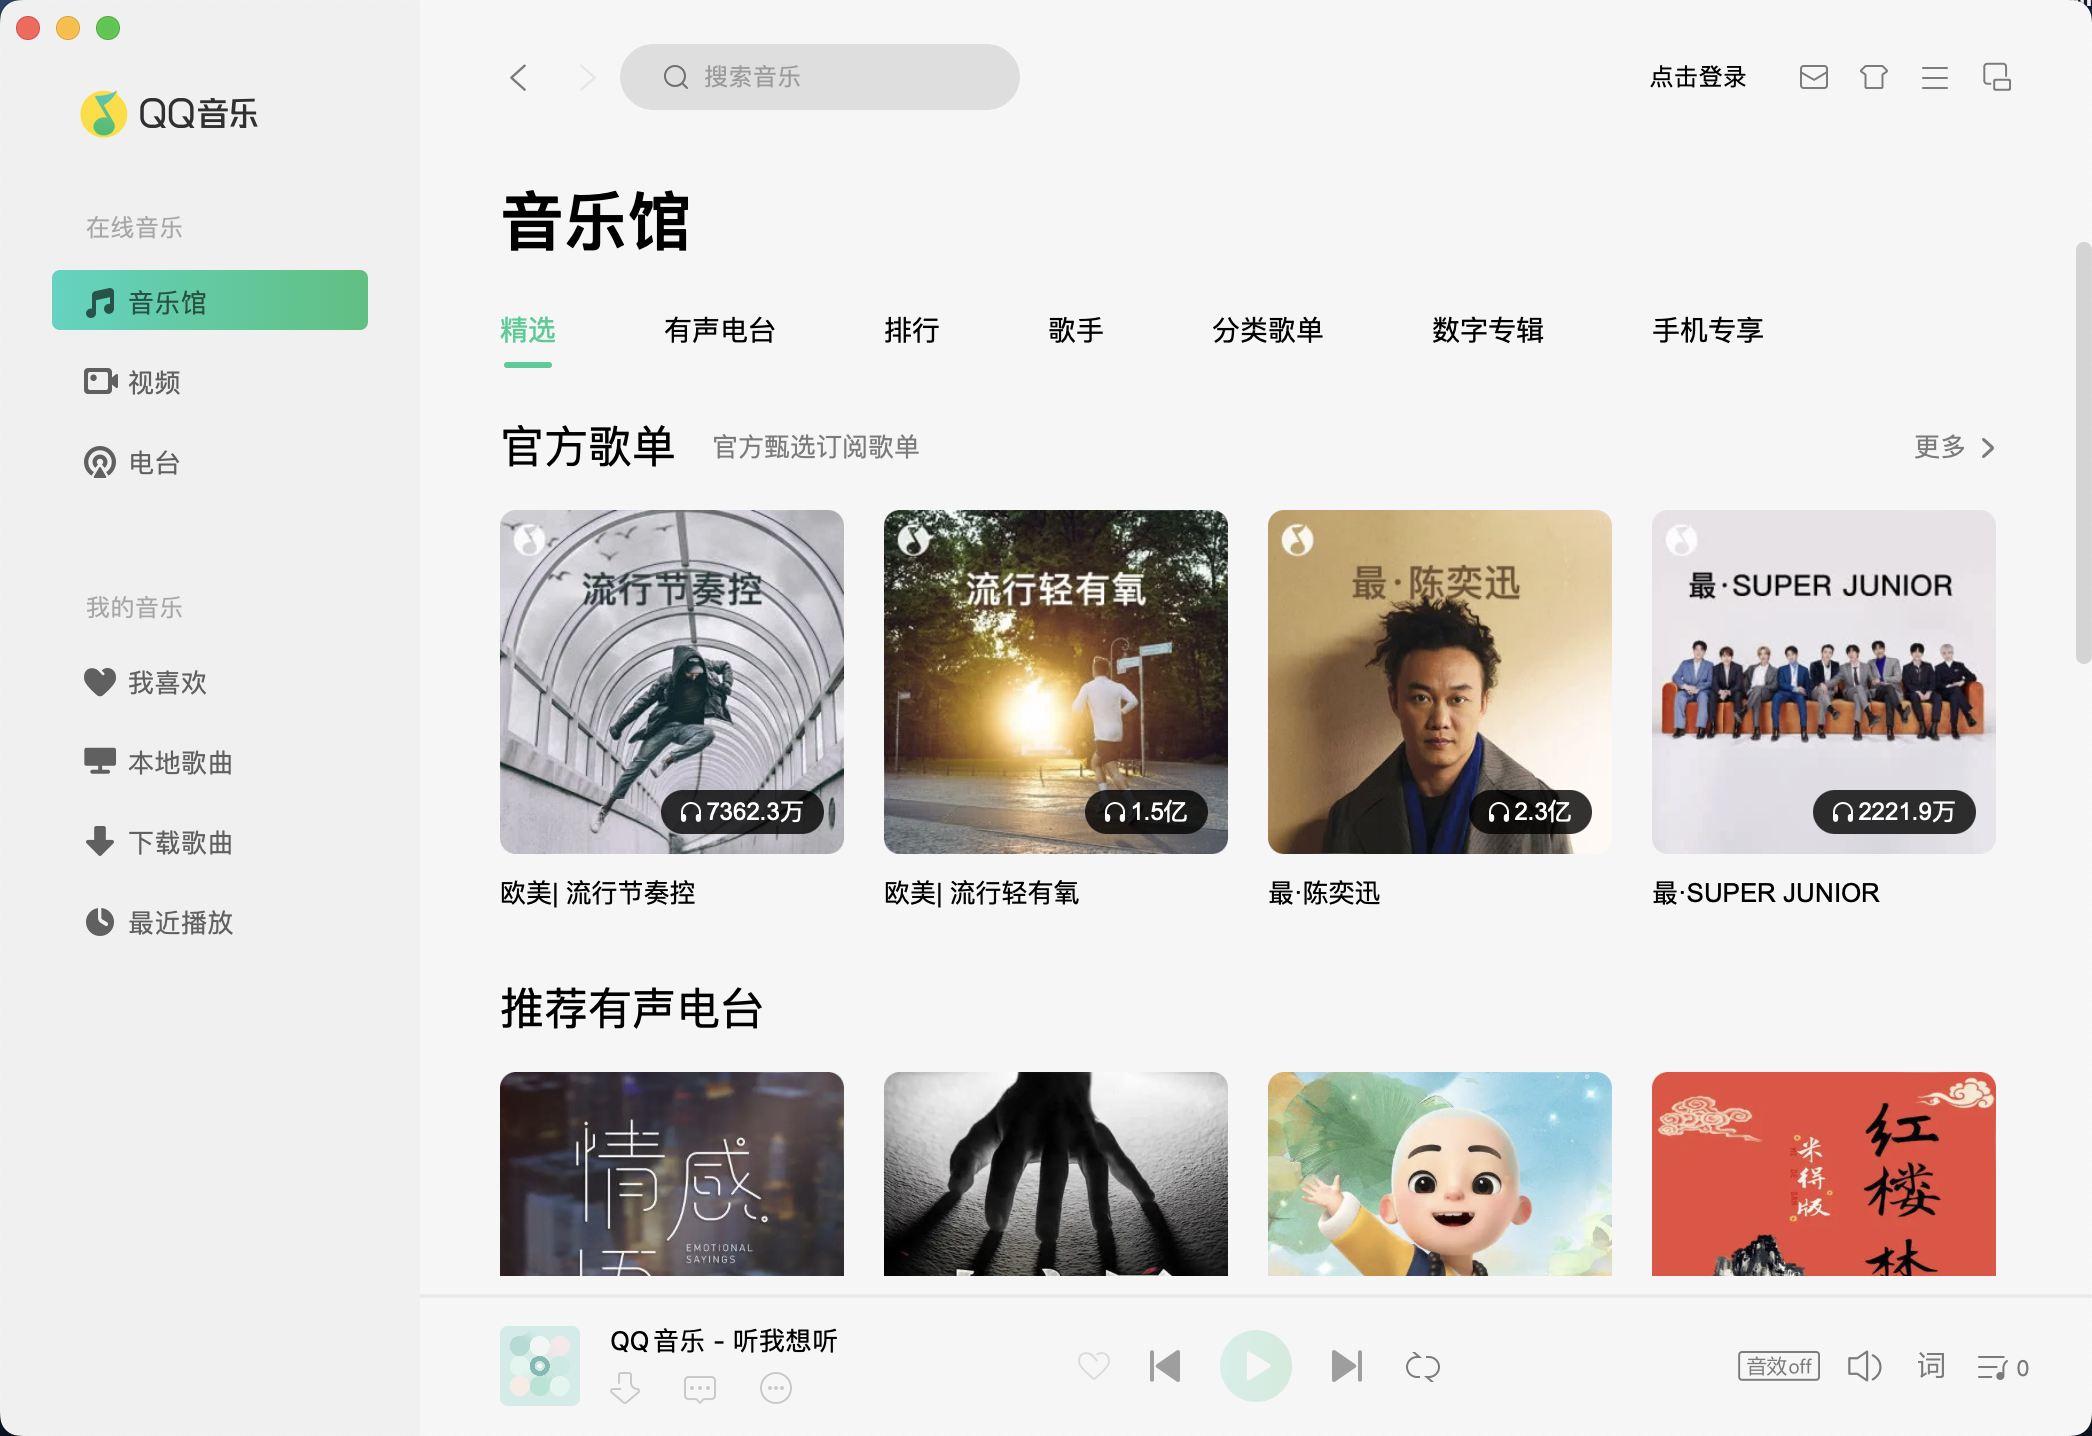 QQ音乐
搜索音乐
点击登录
在线音乐
音乐馆
视频
电台
我的音乐
我喜欢
本地歌曲
下载歌曲
最近播放
音乐馆
精选 有声电台 排行 歌手 分类歌单 数字专辑 手机专享
官方歌单 官方甄选订阅歌单 更多
流行节奏控
7362.3万
流行轻有氧
1.5亿
最·陈奕迅
2.3亿
最·SUPER JUNIOR
2221.9万
欧美| 流行节奏控
欧美| 流行轻有氧
最·陈奕迅
最·SUPER JUNIOR
推荐有声电台
情感
EMOTIONAL
SAYINGS
红楼梦
米得版
QQ音乐 - 听我想听
音效off
词
0